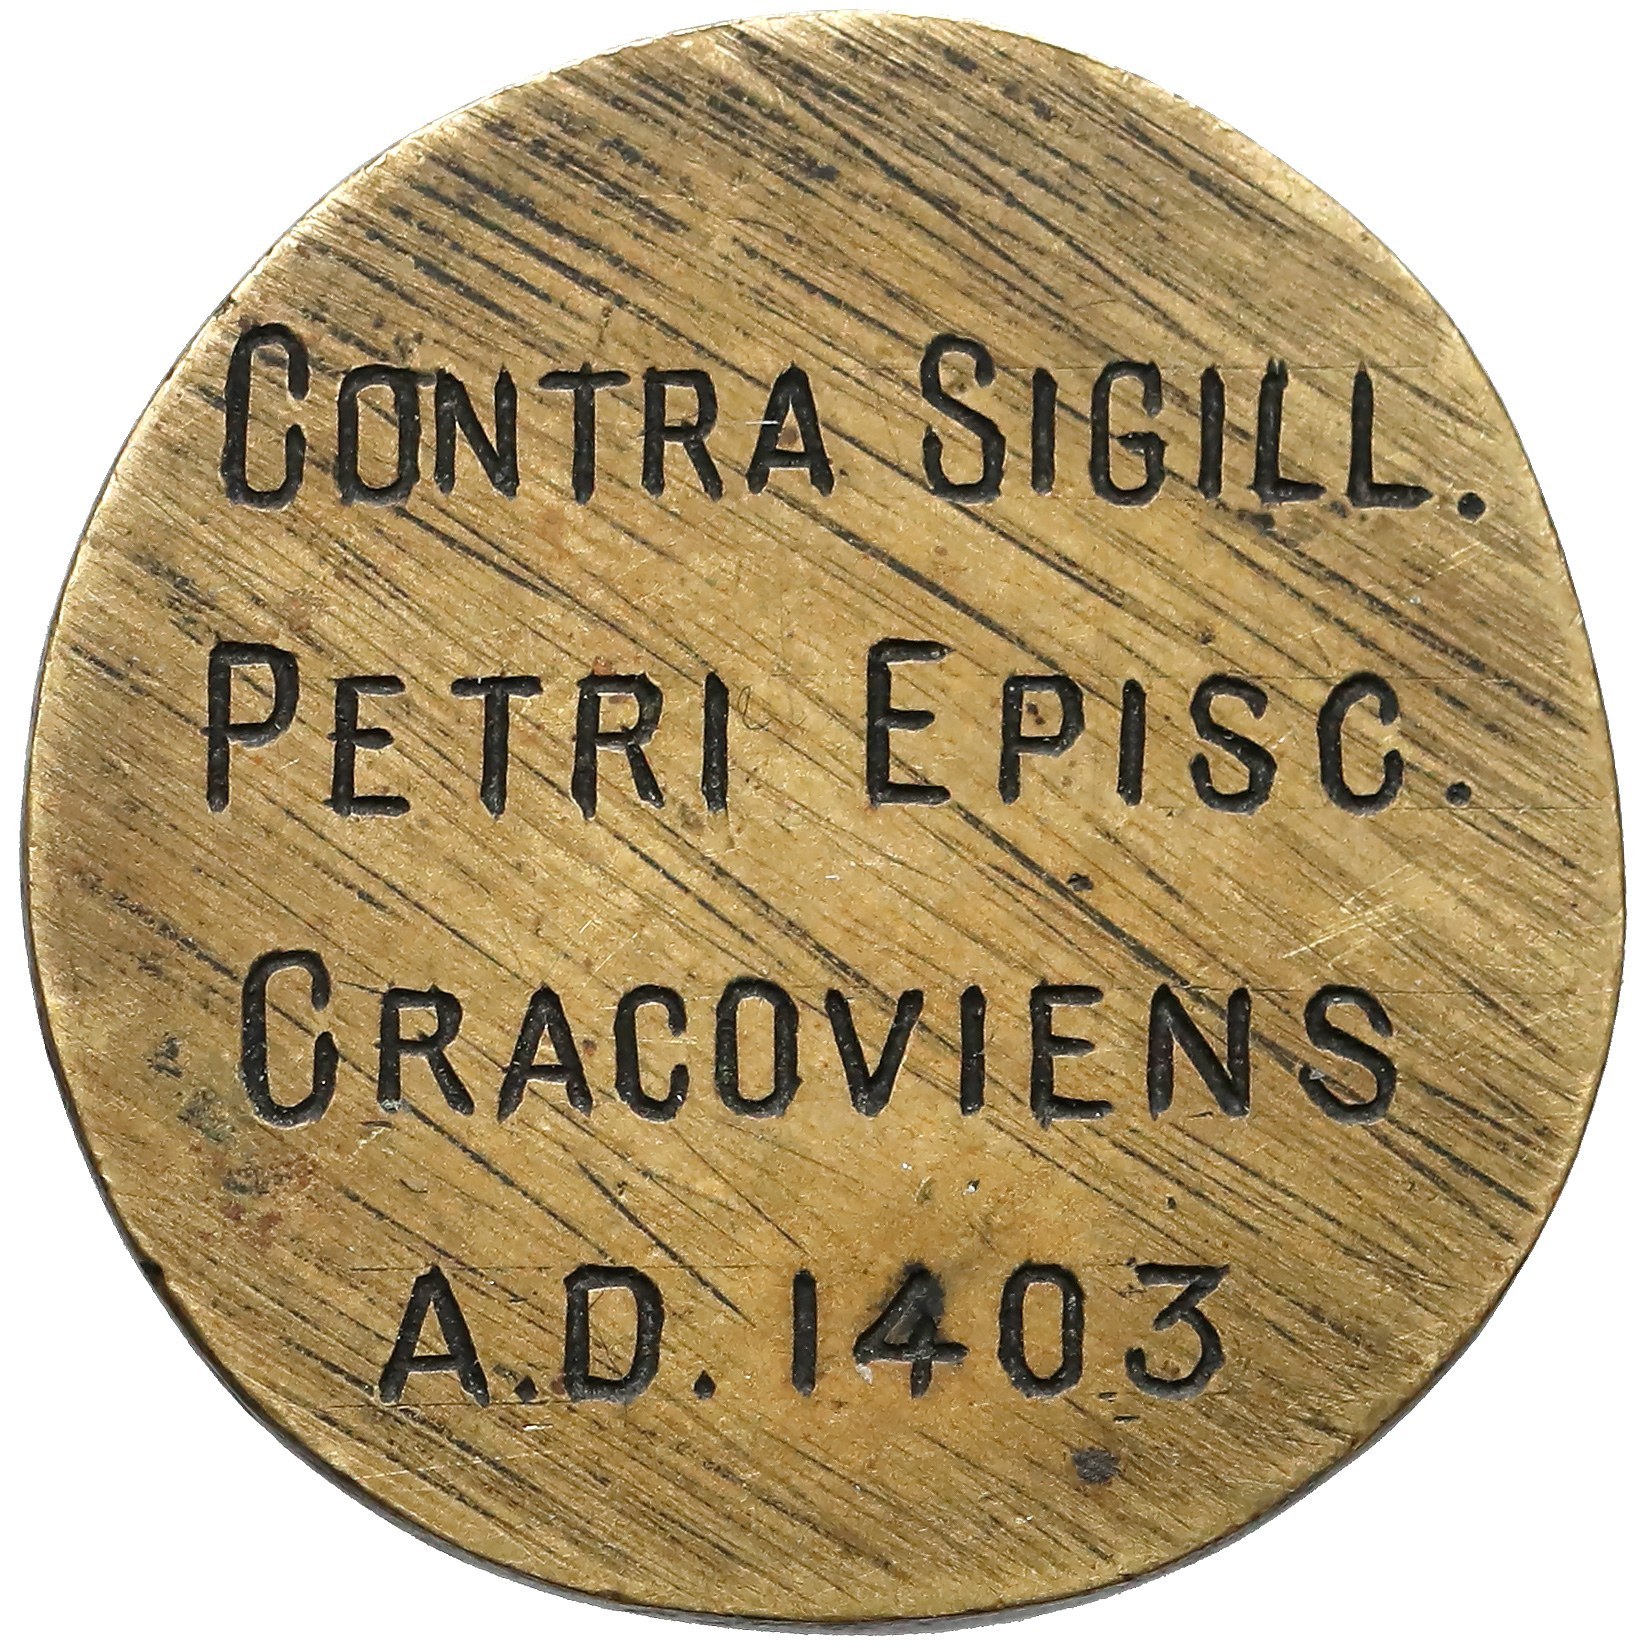 CONTRA SIGILL.
PETRI EPISC.
CRACOVIENS
A.D. 1403